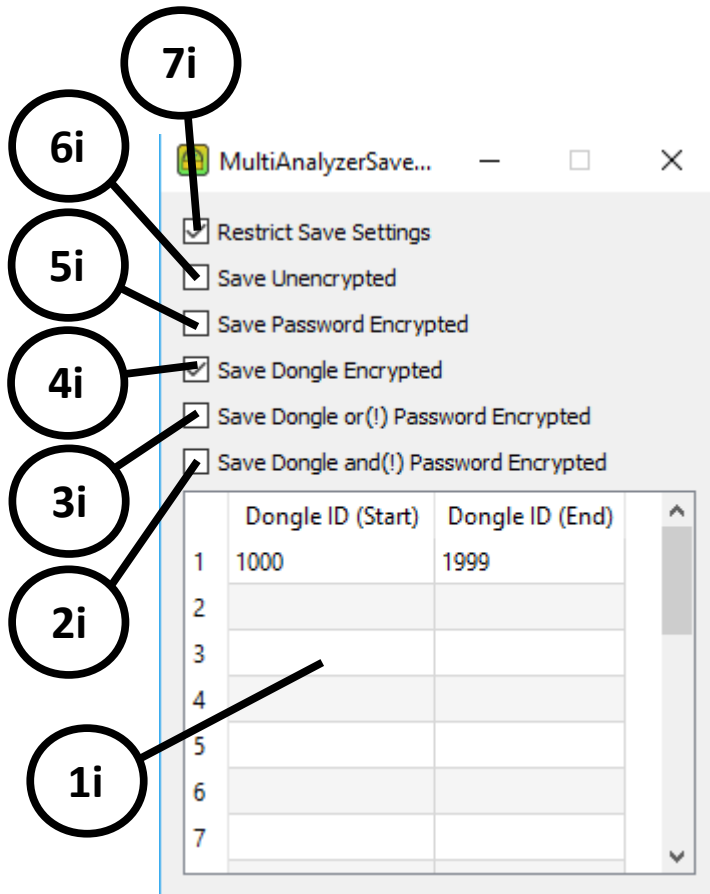 7i
6i
MultiAnalyzerSave...
Restrict Save Settings
5i
Save Unencrypted
Save Password Encrypted
4i
Save Dongle Encrypted
Save Dongle or(!) Password Encrypted
3i
Save Dongle and(!) Password Encrypted
Dongle ID (Start) Dongle ID (End)
1 1000 1999
2i
2
3
4
1i
5
6
7